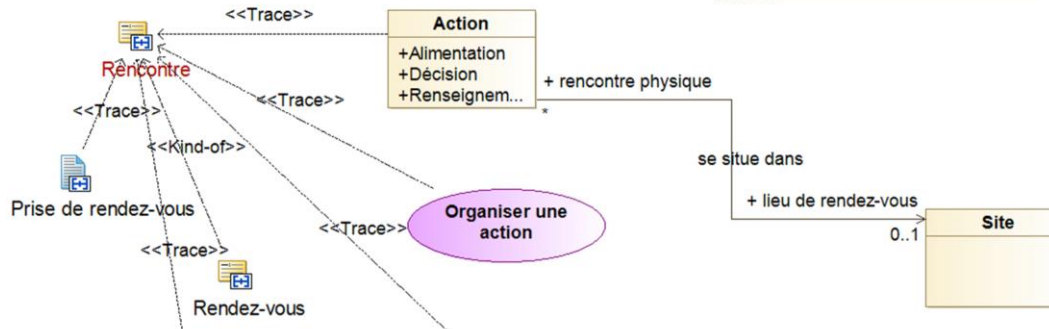 <<Trace>>
Action
+Alimentation
+Décision
+Renseignem...
Rencontre
+ rencontre physique
*
<<Trace>>
<<Trace>>
<<Kind-of>>
se situe dans
Prise de rendez-vous
Organiser une
action
+ lieu de rendez-vous
Site
0..1
<<Trace>>
<<Trace>>
Rendez-vous